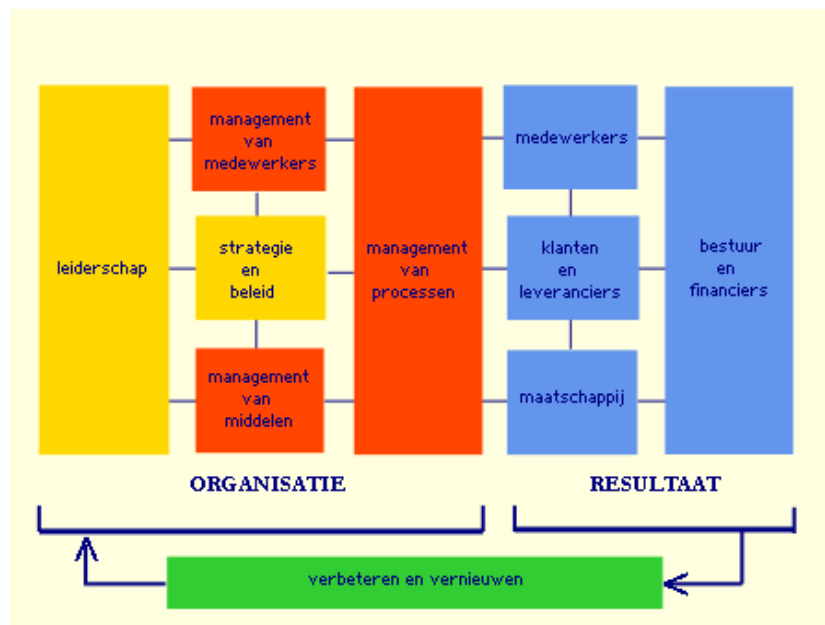 leiderschap
management
van
medewerkers
strategie
en
beleid
management
van
middelen
management
van
processen
medewerkers
klanten
en
leveranciers
maatschappij
bestuur
en
financiers
ORGANISATIE
RESULTAAT
verbeteren en vernieuwen